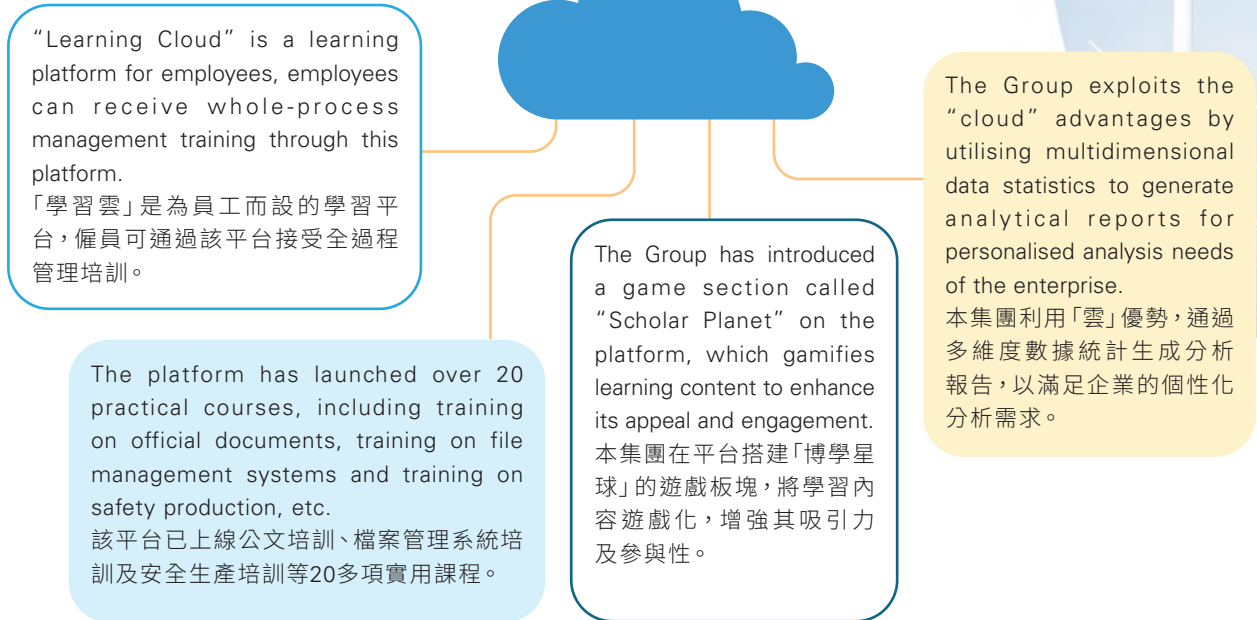 “Learning Cloud” is a learning
platform for employees, employees
can receive whole-process
management training through this
platform.
「學習雲」是為員工而設的學習平
台，僱員可通過該平台接受全過程
管理培訓。
The platform has launched over 20
practical courses, including training
on official documents, training on file
management systems and training on
safety production, etc.
該平台已上線公文培訓、檔案管理系統培
訓及安全生產培訓等20多項實用課程。
The Group has introduced
a game section called
“Scholar Planet” on the
platform, which gamifies
learning content to enhance
its appeal and engagement.
本集團在平台搭建「博學星
球」的遊戲板塊，將學習內
容遊戲化，增強其吸引力
及參與性。
The Group exploits the
“cloud” advantages by
utilising multidimensional
data statistics to generate
analytical reports for
personalised analysis needs
of the enterprise.
本集團利用「雲」優勢，通過
多維度數據統計生成分析
報告，以滿足企業的個性化
分析需求。